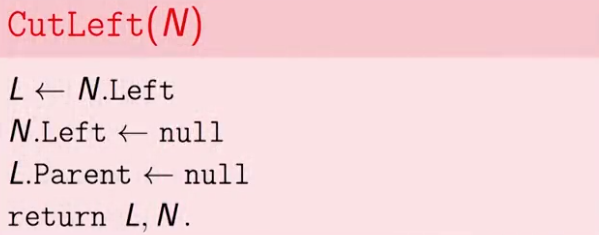 CutLeft(N)
L ← N.Left
N.Left ← null
L.Parent ← null
return L, N.